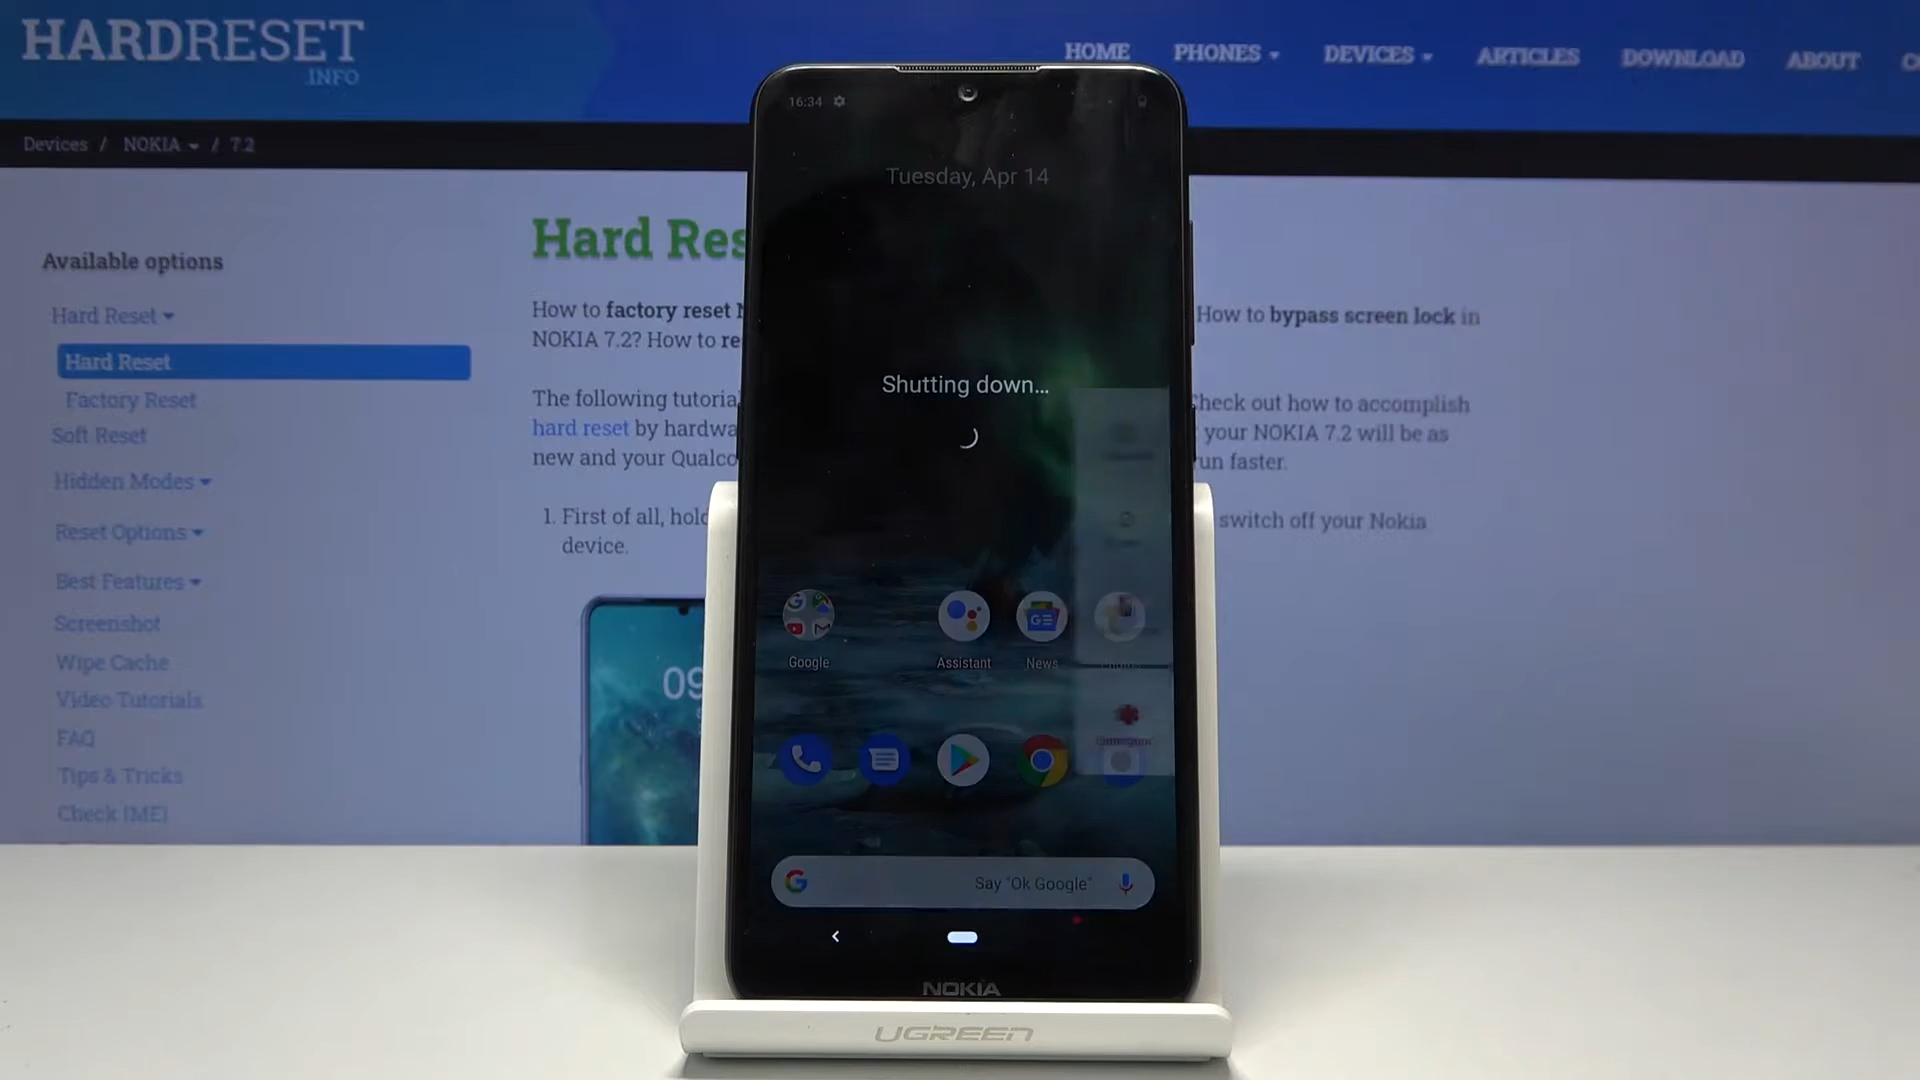 HARDRESET
.INFO
HOME PHONES DEVICES ARTICLES DOWNLOAD ABOUT
Devices / NOKIA / 7.2
Available options
Hard Reset
Hard Reset
Factory Reset
Soft Reset
Hidden Modes
Reset Options
Best Features
Screenshot
Wipe Cache
Video Tutorials
FAQ
Tips & Tricks
Check IMEI
Hard Res
How to factory reset
How to bypass screen lock in
NOKIA 7.2? How to re
The following tutoria
Check out how to accomplish
hard reset by hardwa
your NOKIA 7.2 will be as
new and your Qualco
run faster.
1. First of all, hold
switch off your Nokia
device.
09
16:34
Tuesday, Apr 14
Shutting down...
Google Assistant News Photos
Say "Ok Google"
NOKIA
UGREEN